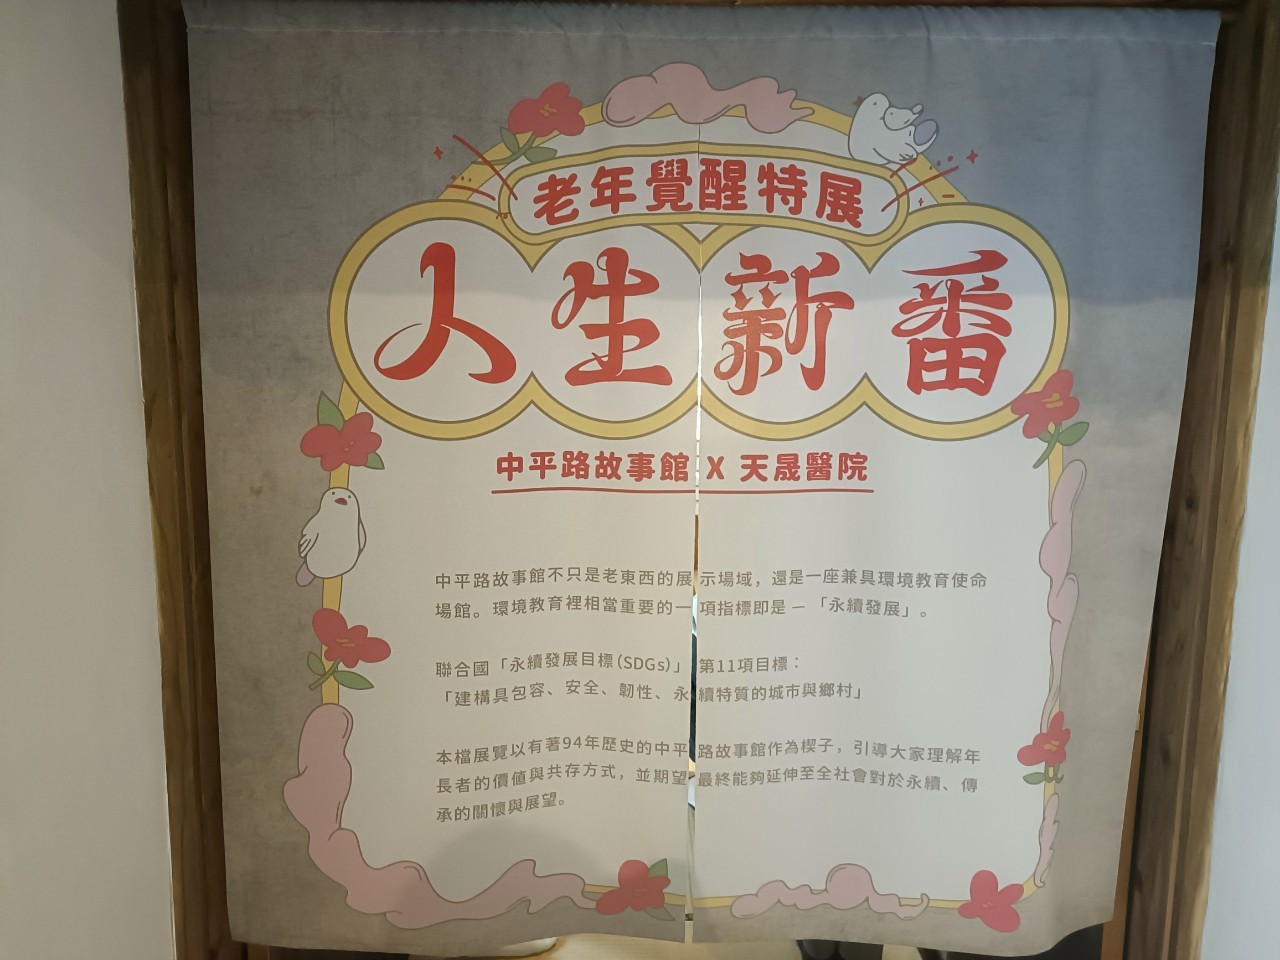 老年覺醒特展
人生新番
中平路故事館 X 天晟醫院
中平路故事館不只是老東西的展示場域，還是一座兼具環境教育使命
場館。環境教育裡相當重要的一項指標即是 — 「永續發展」。
聯合國「永續發展目標(SDGs)」第11項目標：
「建構具包容、安全、韌性、永續特質的城市與鄉村」
本檔展覽以有著94年歷史的中平路故事館作為楔子，引導大家理解年
長者的價值與共存方式，並期望最終能夠延伸至全社會對於永續、傳
承的關懷與展望。